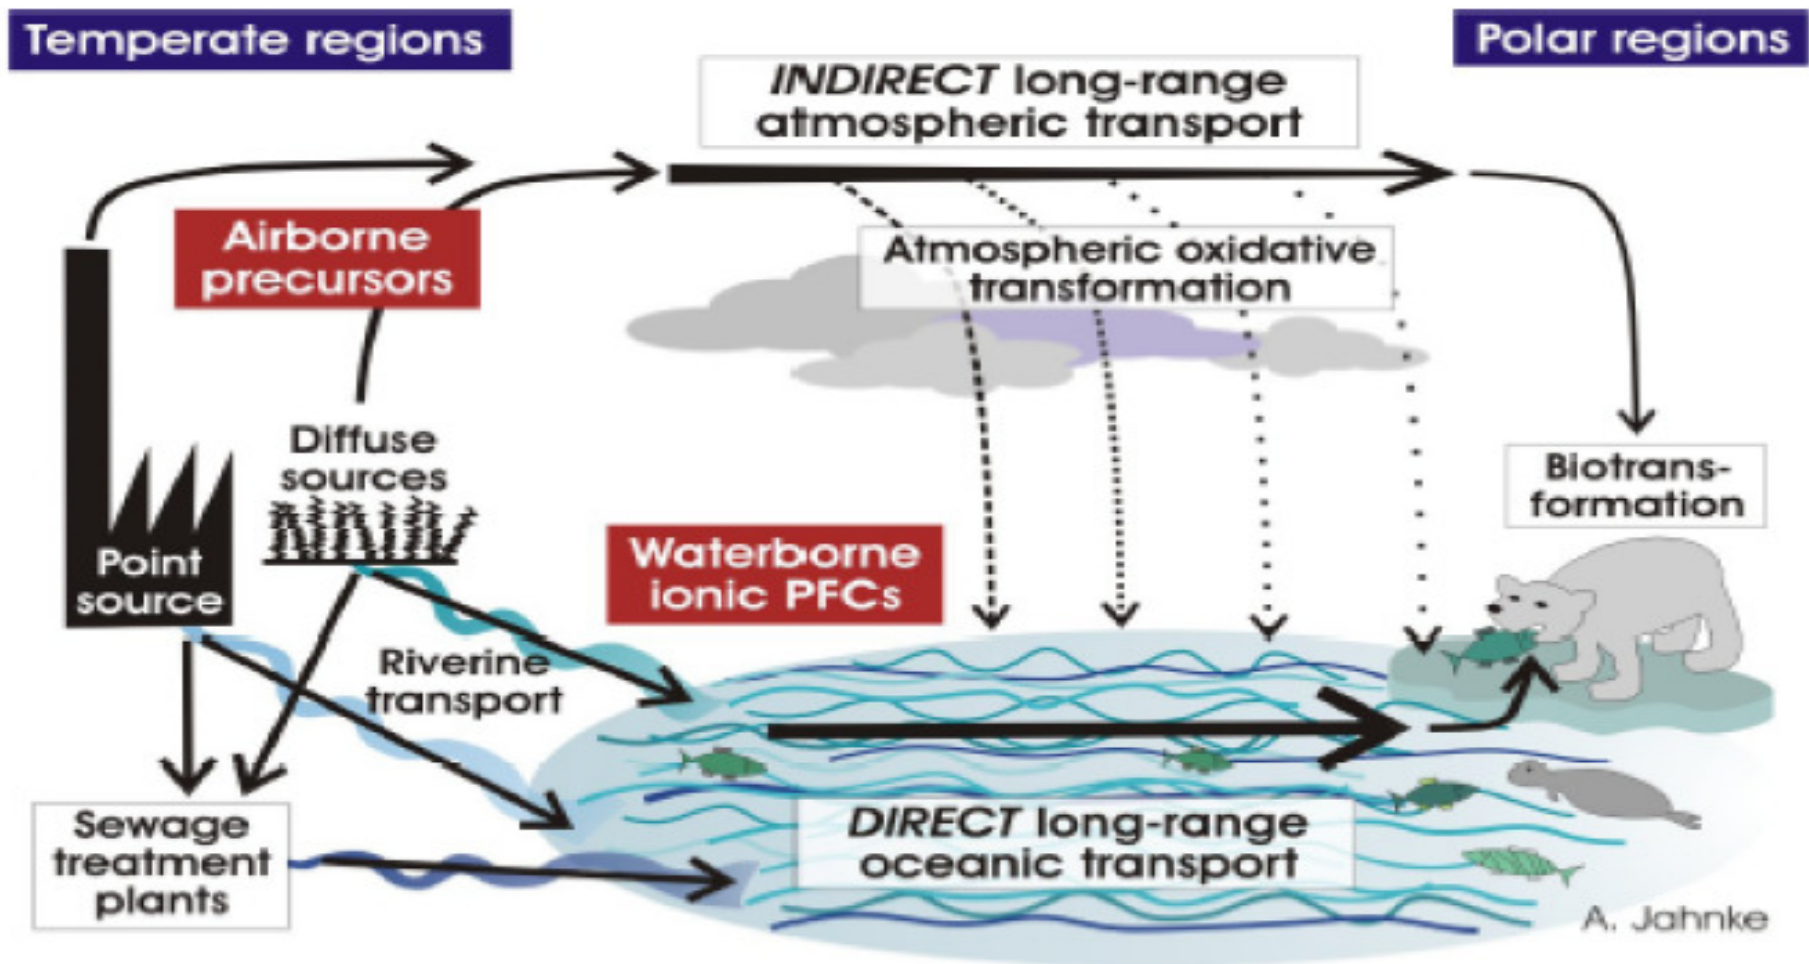 Temperate regions
Polar regions
INDIRECT long-range
atmospheric transport
Airborne
precursors
Atmospheric oxidative
transformation
Diffuse
sources
Biotrans-
formation
Point
source
Waterborne
ionic PFCs
Riverine
transport
Sewage
treatment
plants
DIRECT long-range
oceanic transport
A. Jahnke